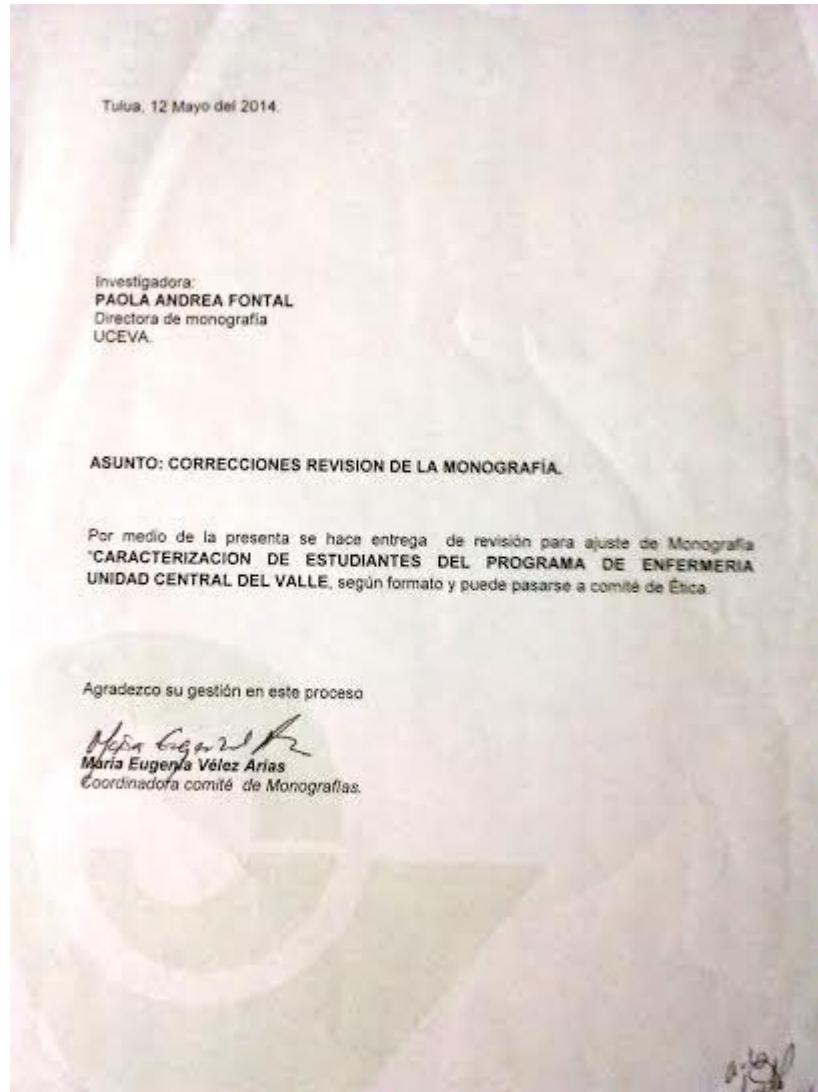 Tulua, 12 Mayo del 2014.
Investigadora:
PAOLA ANDREA FONTAL
Directora de monografía
UCEVA.
ASUNTO: CORRECCIONES REVISION DE LA MONOGRAFÍA.
Por medio de la presenta se hace entrega de revisión para ajuste de Monografía
"CARACTERIZACION DE ESTUDIANTES DEL PROGRAMA DE ENFERMERIA
UNIDAD CENTRAL DEL VALLE, según formato y puede pasarse a comité de Ética.
Agradezco su gestión en este proceso
María Eugenia Vélez Arias
Coordinadora comité de Monografías.